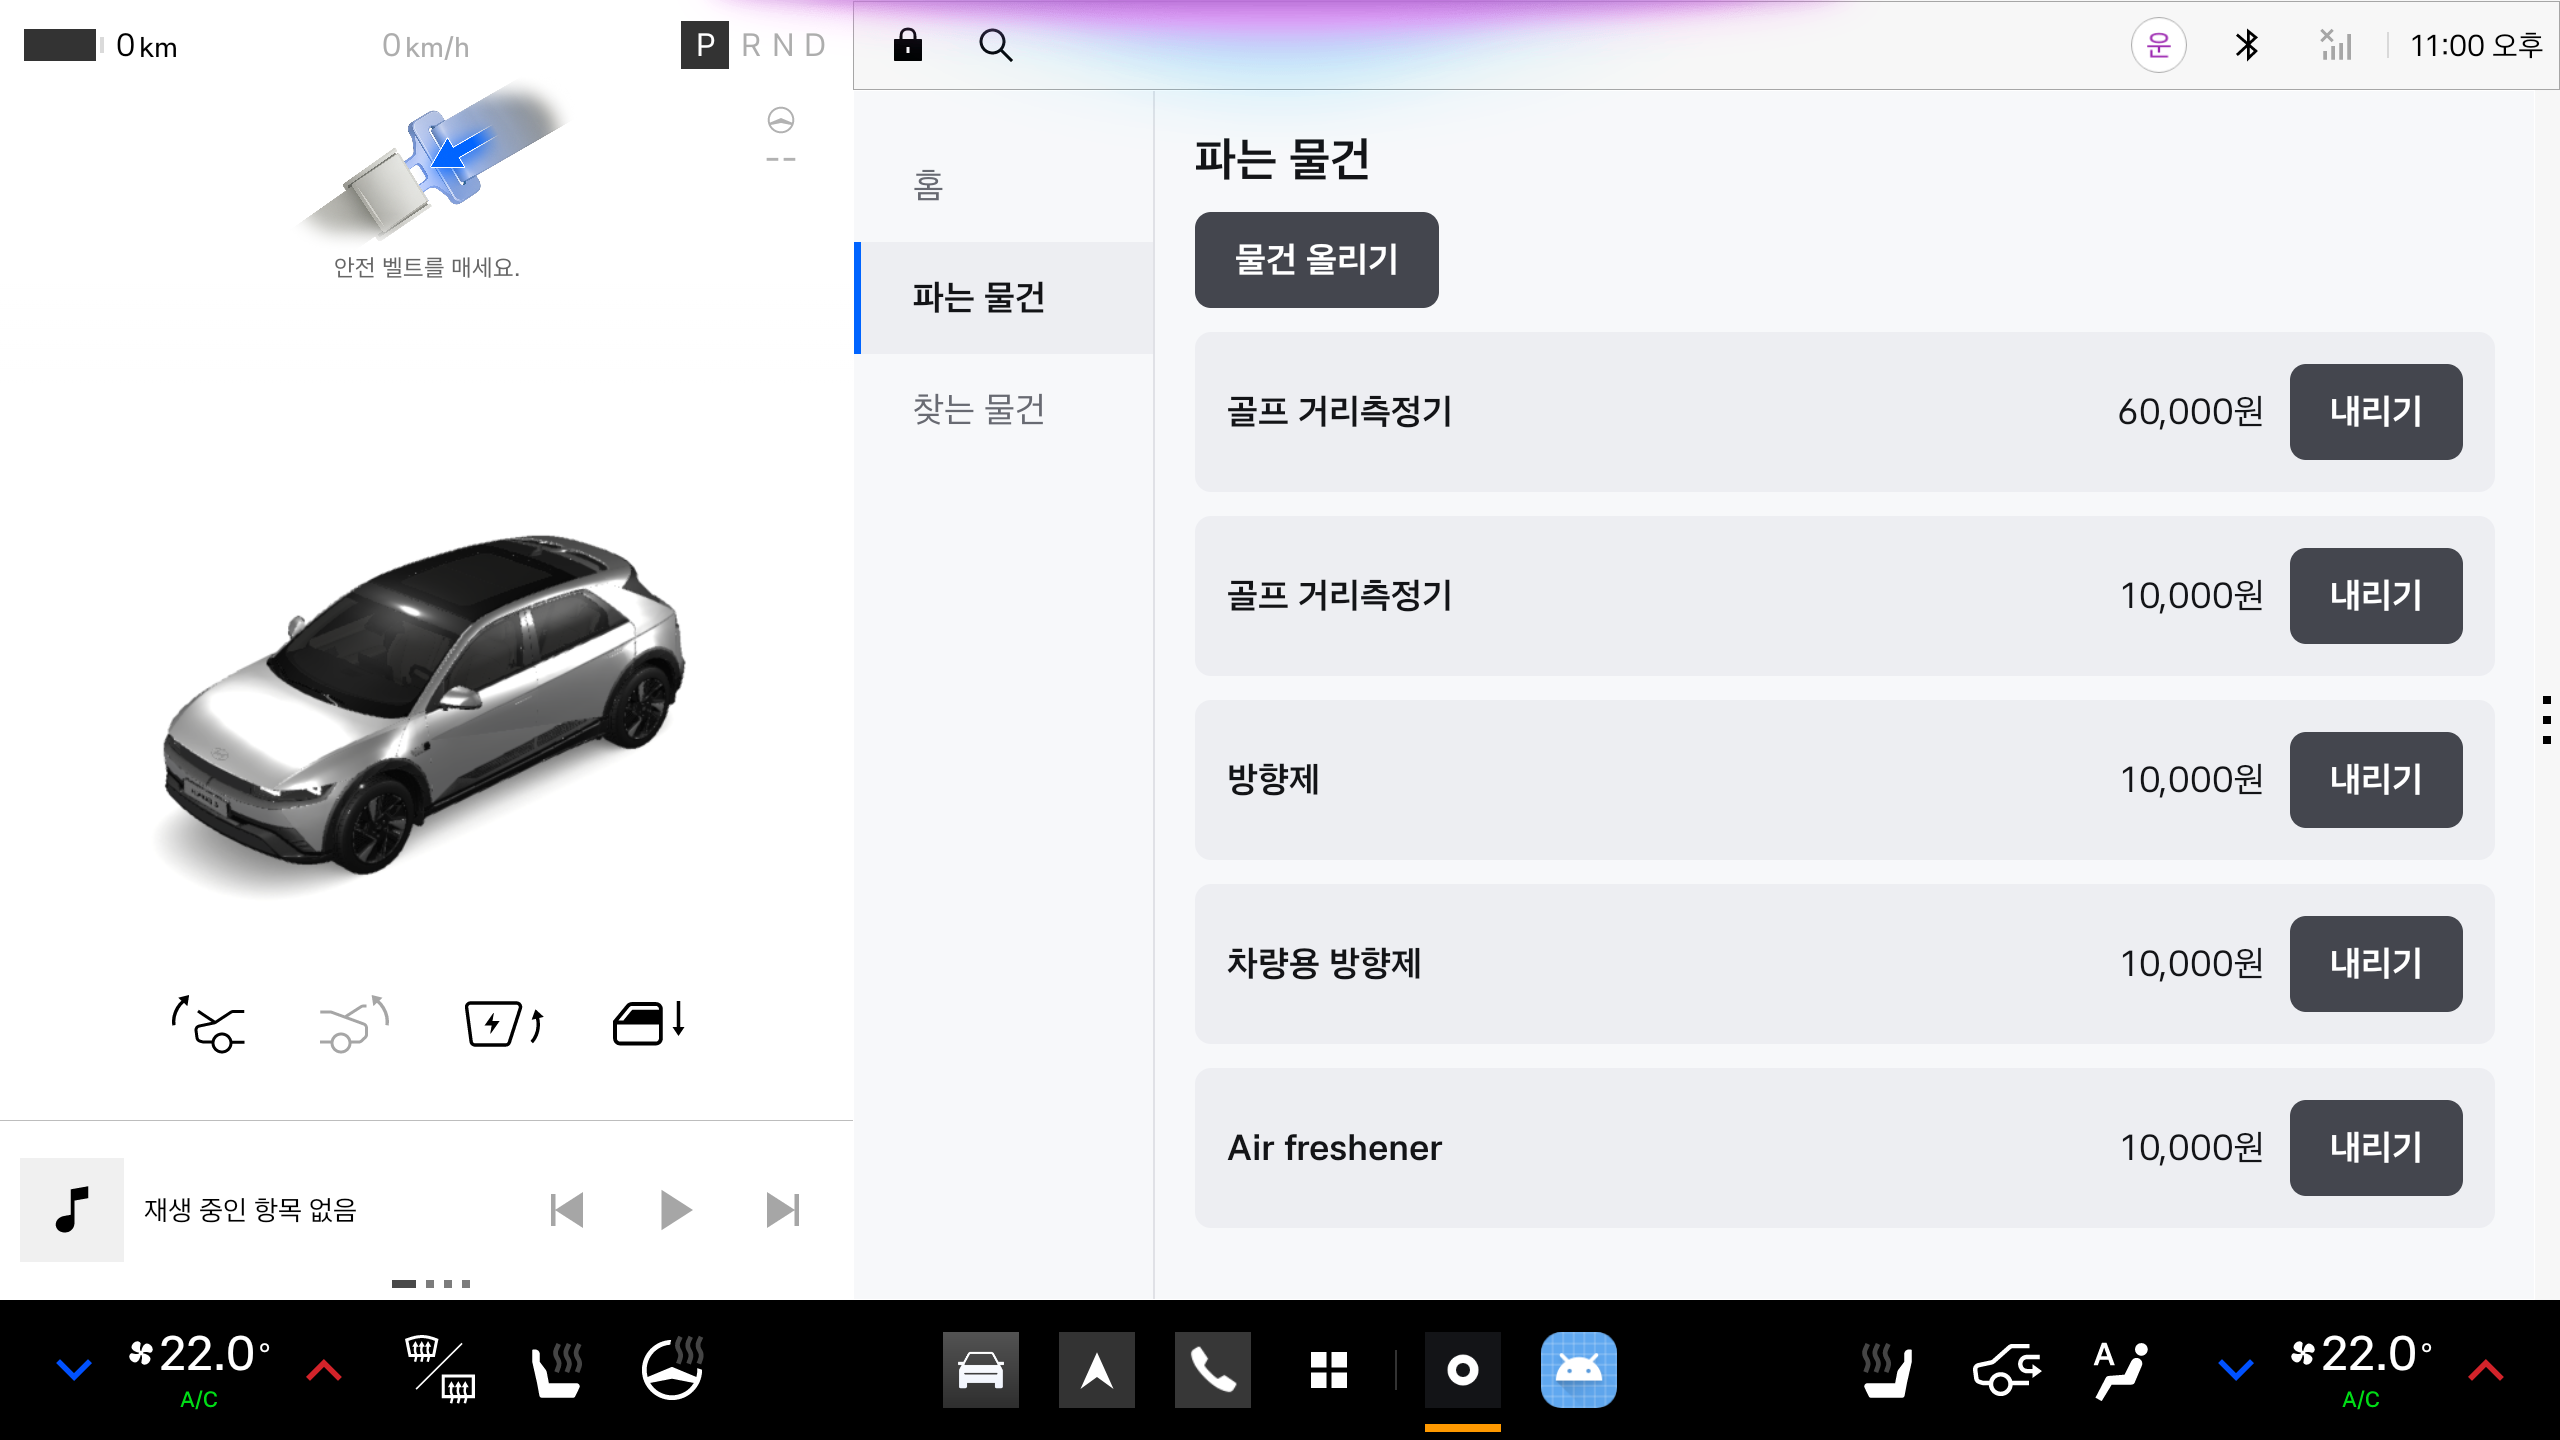 0 km
0 km/h
P R N D
운
11:00 오후
--
안전 벨트를 매세요.
홈
파는 물건
찾는 물건
파는 물건
물건 올리기
골프 거리측정기 60,000원 내리기
골프 거리측정기 10,000원 내리기
방향제 10,000원 내리기
차량용 방향제 10,000원 내리기
Air freshener 10,000원 내리기
재생 중인 항목 없음
22.0°
A/C
A
22.0°
A/C